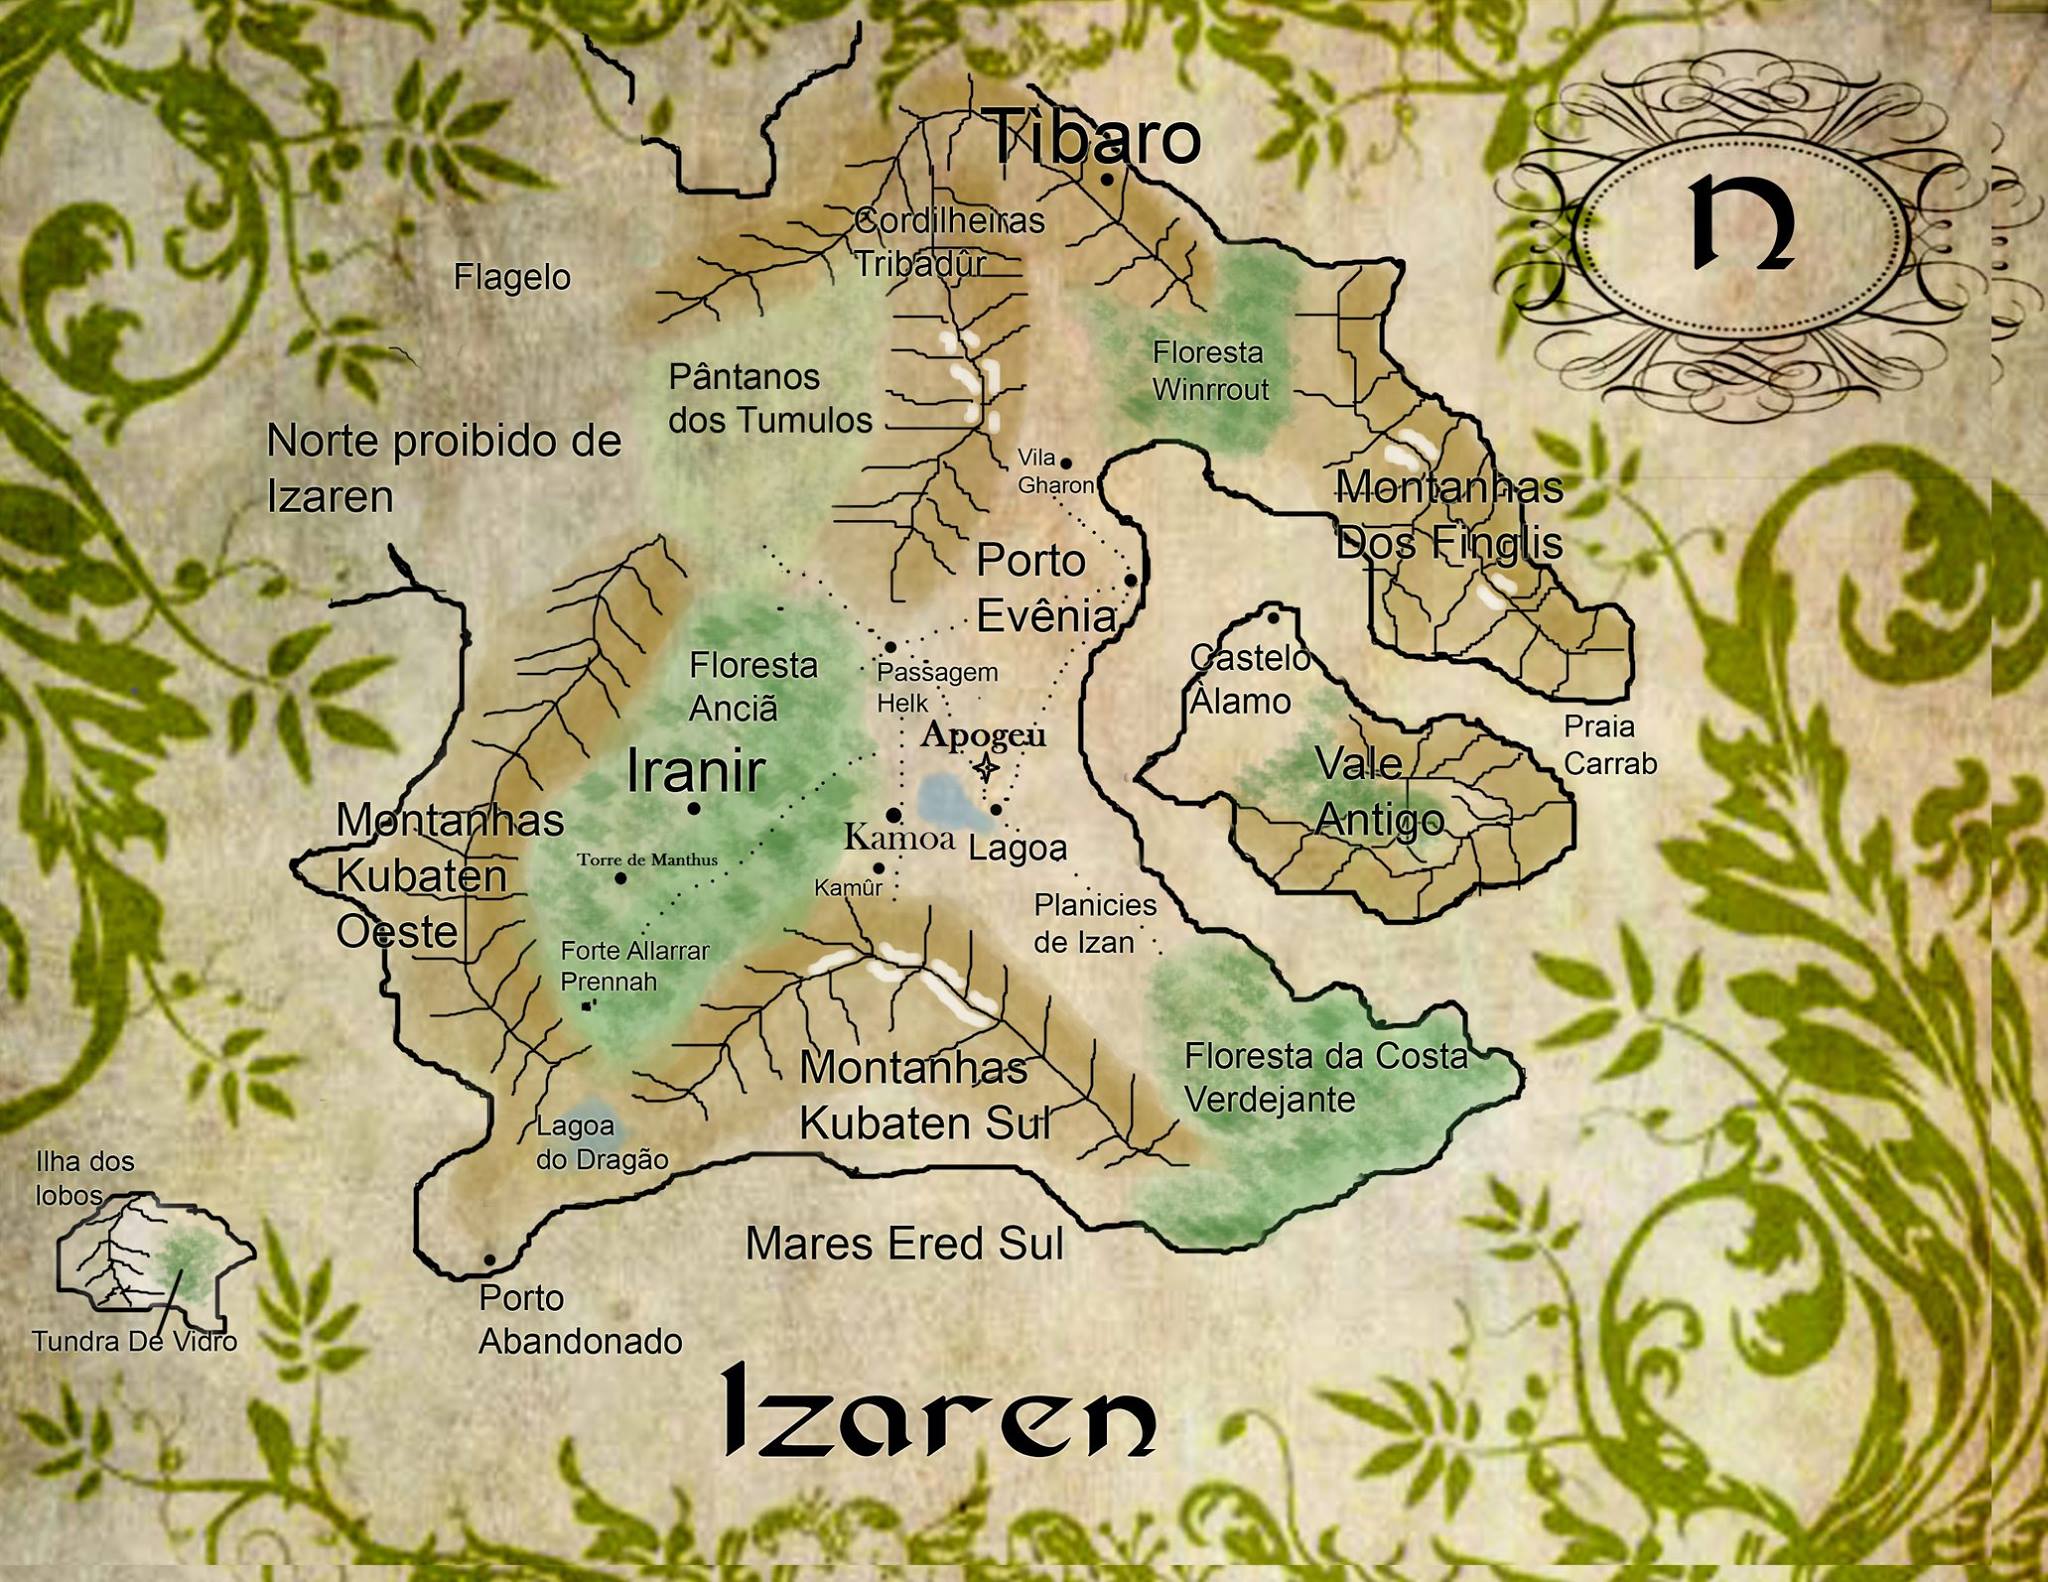 Tìbaro
n
Cordilheiras
Tribadûr
Flagelo
Floresta
Winrrout
Pântanos
dos Tumulos
Norte proibido de
Izaren
Vila
Gharon
Montanhas
Dos Finglis
Porto
Evênia
Floresta
Anciã
Passagem
Helk
Castelo
Àlamo
Praia
Carrab
Apogeu
Iranir
Vale
Antigo
Montanhas
Kubaten
Oeste
Kamoa
Lagoa
Torre de Manthus
Kamûr
Planicies
de Izan
Forte Allarrar
Prennah
Montanhas
Kubaten Sul
Floresta da Costa
Verdejante
Lagoa
do Dragão
Ilha dos
lobos
Mares Ered Sul
Tundra De Vidro
Porto
Abandonado
Izaren